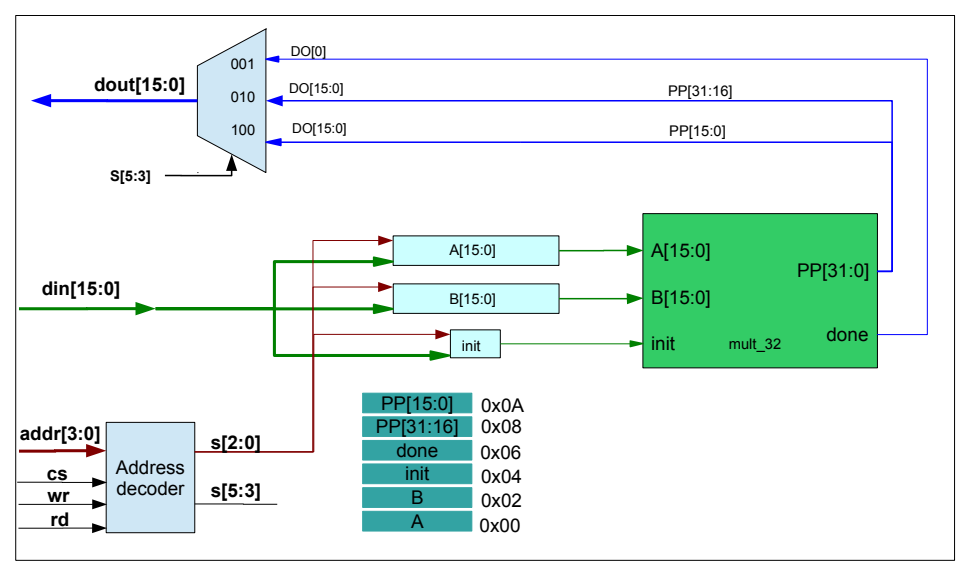 DO[0]
001
dout[15:0]
DO[15:0]
PP[31:16]
010
DO[15:0]
PP[15:0]
100
S[5:3]
A[15:0]
A[15:0]
PP[31:0]
din[15:0]
B[15:0]
B[15:0]
done
init
init
mult_32
PP[15:0] 0x0A
PP[31:16] 0x08
done 0x06
init 0x04
B 0x02
A 0x00
addr[3:0]
s[2:0]
Address
decoder
cs
wr
rd
s[5:3]